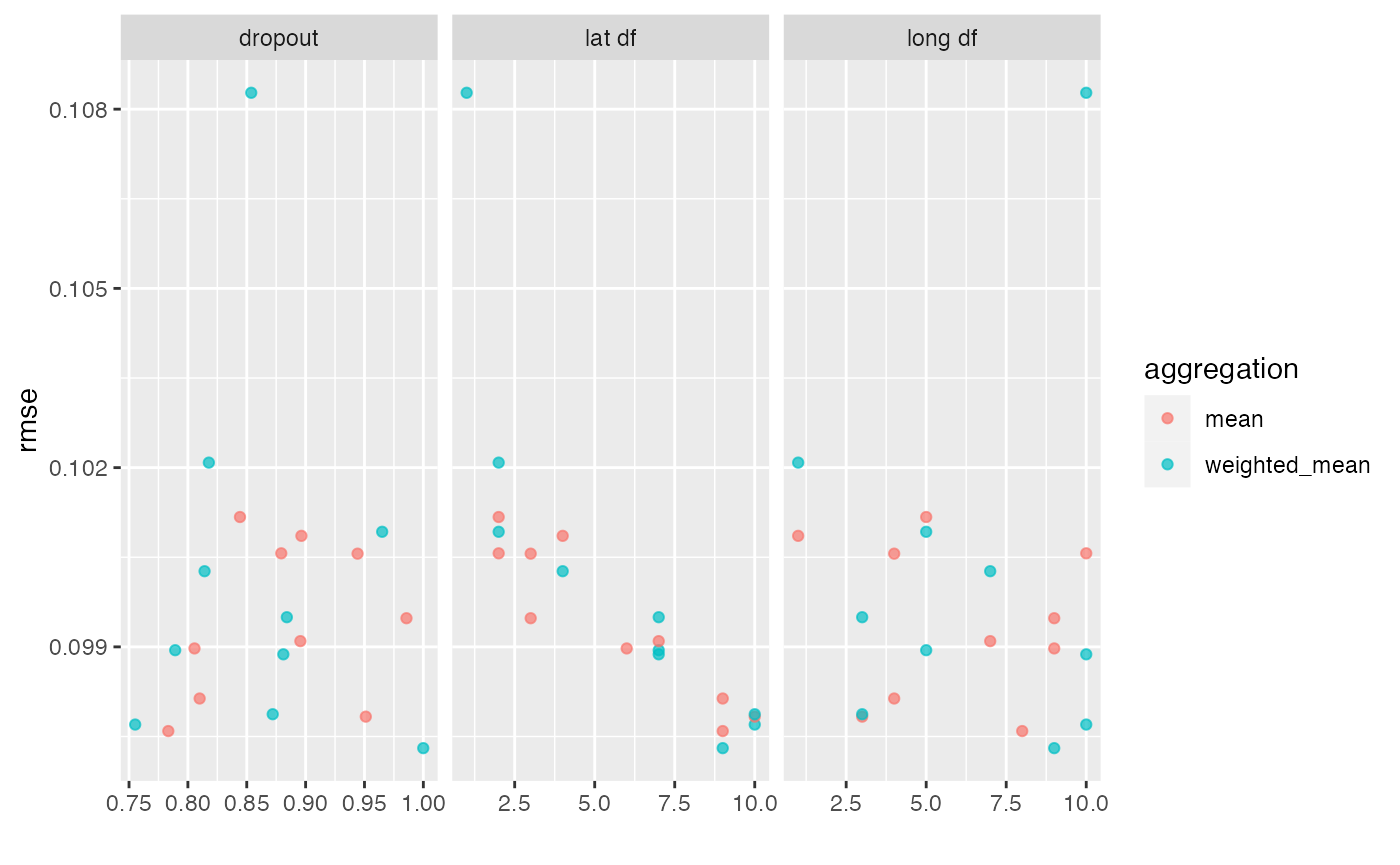 dropout
lat df
long df
0.108
0.105
0.102
0.099
rmse
0.75 0.80 0.85 0.90 0.95 1.00
2.5 5.0 7.5 10.0
2.5 5.0 7.5 10.0
aggregation
mean
weighted_mean